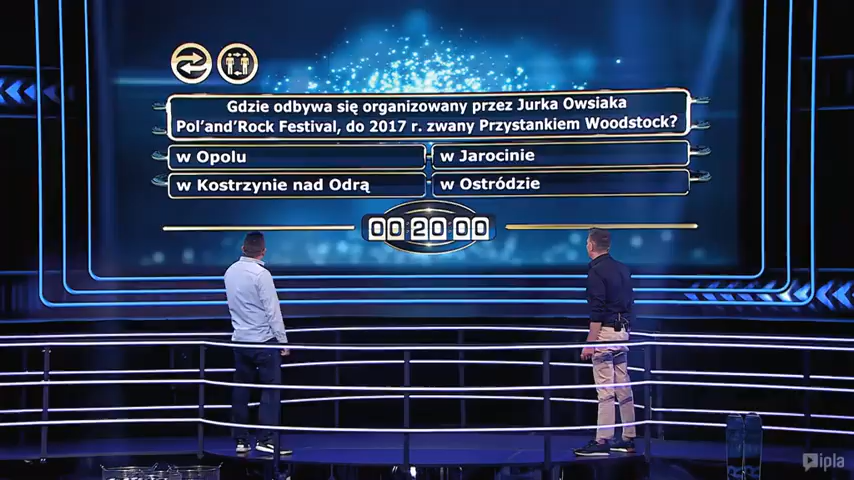 Gdzie odbywa się organizowany przez Jurka Owsiaka
Pol'and'Rock Festival, do 2017 r. zwany Przystankiem Woodstock?
w Opolu
w Jarocinie
w Kostrzynie nad Odrą
w Ostródzie
00 20 00
ipla